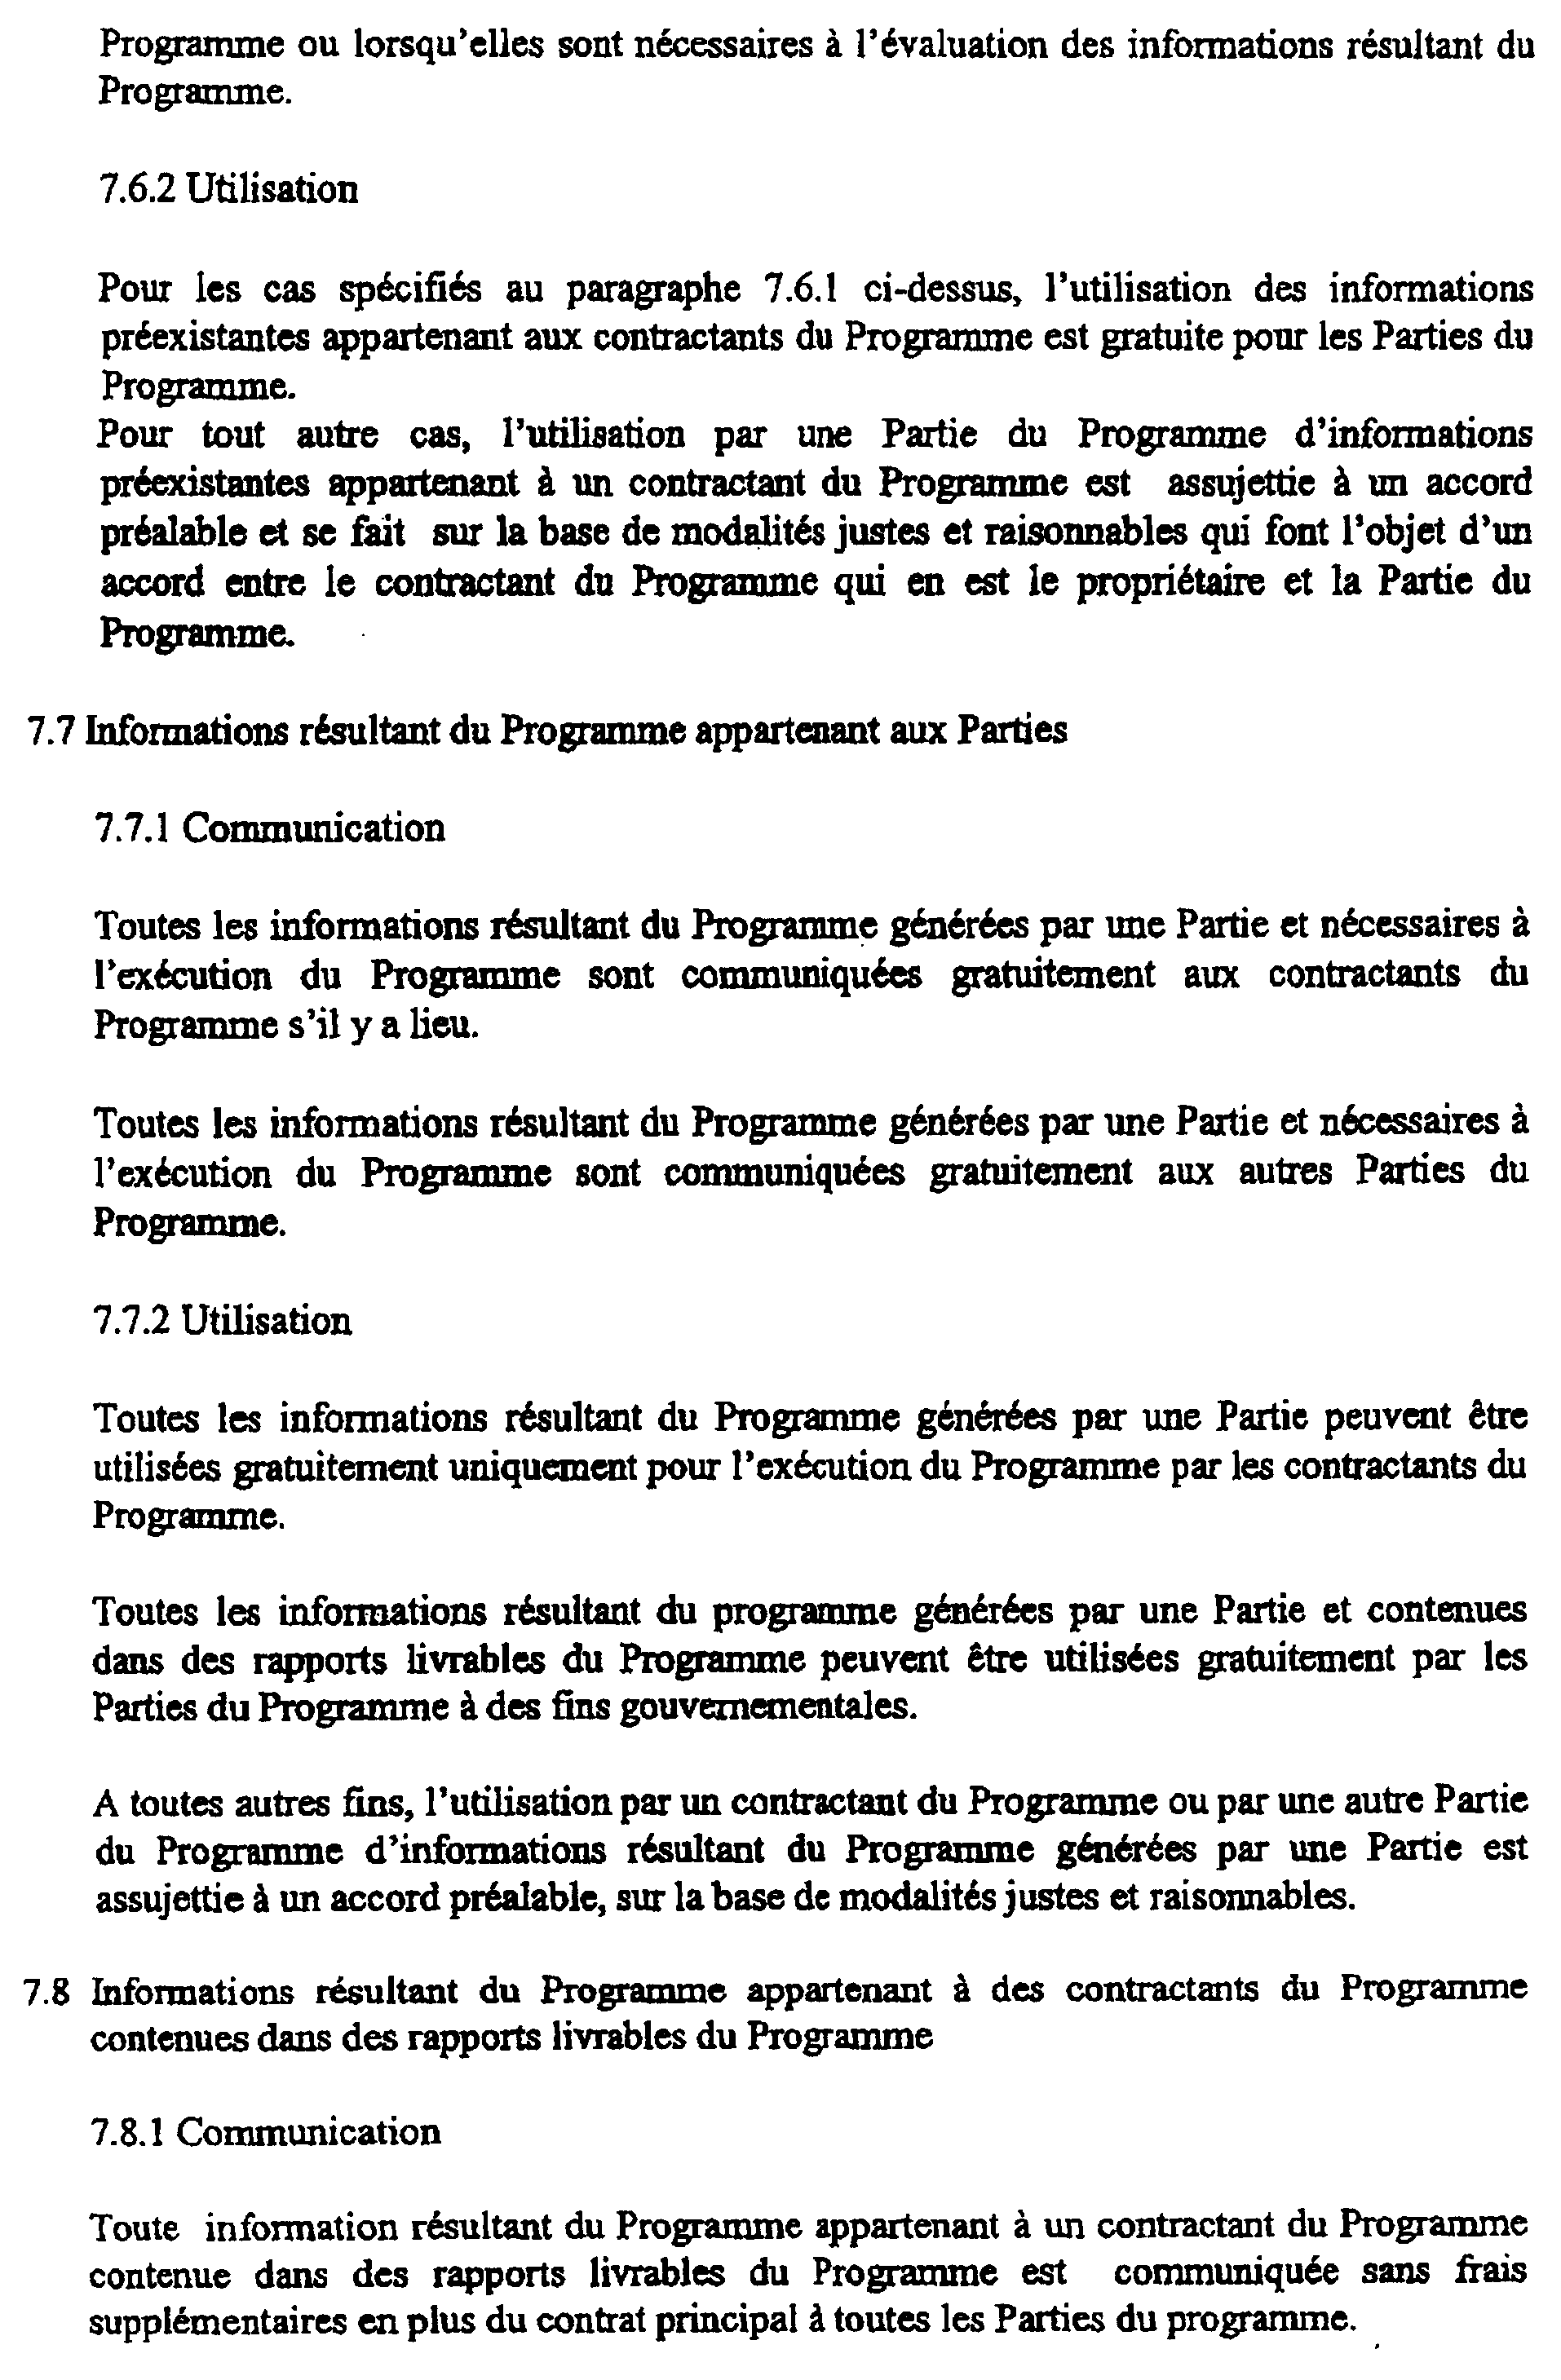 Programme ou lorsqu'elles sont nécessaires à l'évaluation des informations résultant du
Programme.
7.6.2 Utilisation
Pour les cas spécifiés au paragraphe 7.6.1 ci-dessus, l'utilisation des informations
préexistantes appartenant aux contractants du Programme est gratuite pour les Parties du
Programme.
Pour tout autre cas, l'utilisation par une Partie du Programme d'informations
préexistantes appartenant à un contractant du Programme est assujettie à un accord
préalable et se fait sur la base de modalités justes et raisonnables qui font l'objet d'un
accord entre le contractant du Programme qui en est le propriétaire et la Partie du
Programme.
7.7 Informations résultant du Programme appartenant aux Parties
7.7.1 Communication
Toutes les informations résultant du Programme générées par une Partie et nécessaires à
l'exécution du Programme sont communiquées gratuitement aux contractants du
Programme s'il y a lieu.
Toutes les informations résultant du Programme générées par une Partie et nécessaires à
l'exécution du Programme sont communiquées gratuitement aux autres Parties du
Programme.
7.7.2 Utilisation
Toutes les informations résultant du Programme générées par une Partie peuvent être
utilisées gratuitement uniquement pour l'exécution du Programme par les contractants du
Programme.
Toutes les informations résultant du programme générées par une Partie et contenues
dans des rapports livrables du Programme peuvent être utilisées gratuitement par les
Parties du Programme à des fins gouvernementales.
A toutes autres fins, l'utilisation par un contractant du Programme ou par une autre Partie
du Programme d'informations résultant du Programme générées par une Partie est
assujettie à un accord préalable, sur la base de modalités justes et raisonnables.
7.8 Informations résultant du Programme appartenant à des contractants du Programme
contenues dans des rapports livrables du Programme
7.8.1 Communication
Toute information résultant du Programme appartenant à un contractant du Programme
contenue dans des rapports livrables du Programme est communiquée sans frais
supplémentaires en plus du contrat principal à toutes les Parties du programme.